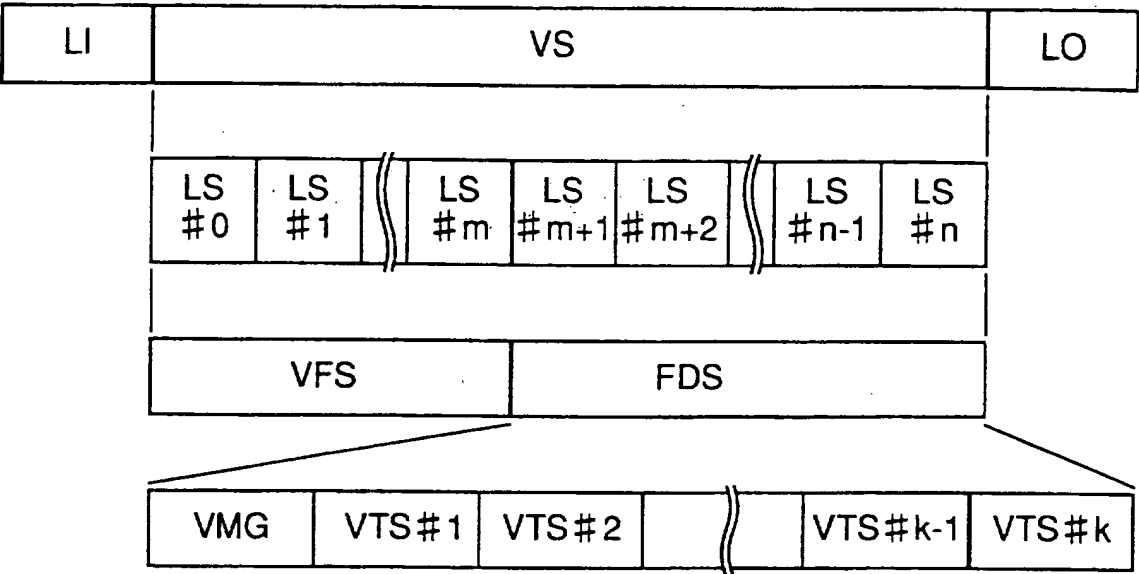 LI VS LO
LS LS LS LS LS LS LS
#0 #1 #m #m+1 #m+2 #n-1 #n
VFS FDS
VMG VTS#1 VTS#2 VTS#k-1 VTS#k